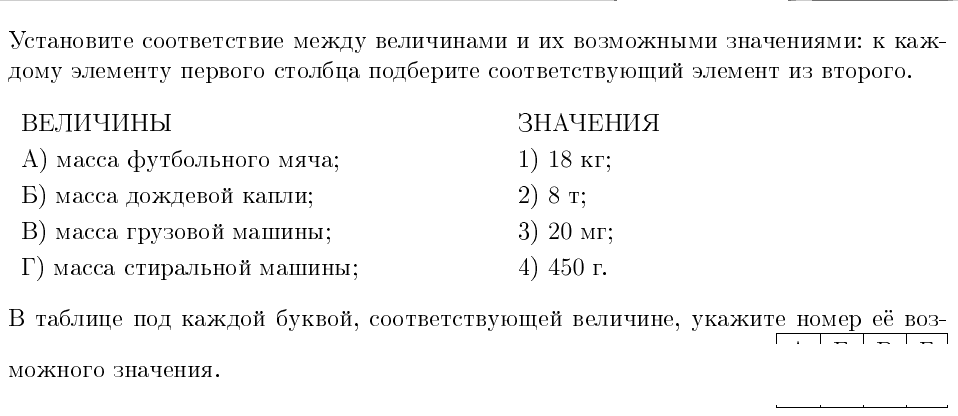 Установите соответствие между величинами и их возможными значениями: к каж-
дому элементу первого столбца подберите соответствующий элемент из второго.
ВЕЛИЧИНЫ
А) масса футбольного мяча;
Б) масса дождевой капли;
В) масса грузовой машины;
Г) масса стиральной машины;
ЗНАЧЕНИЯ
1) 18 кг;
2) 8 т;
3) 20 мг;
4) 450 г.
В таблице под каждой буквой, соответствующей величине, укажите номер её воз-
можного значения.